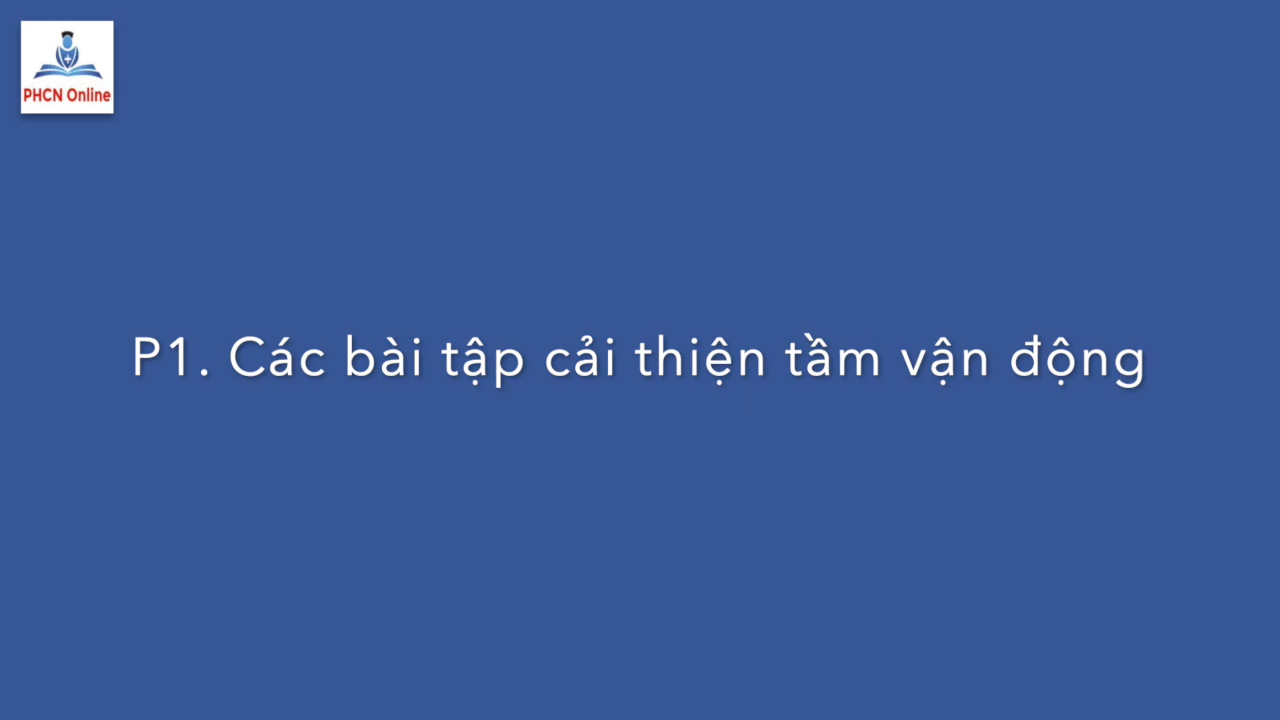 PHCN Online
P1. Các bài tập cải thiện tầm vận động